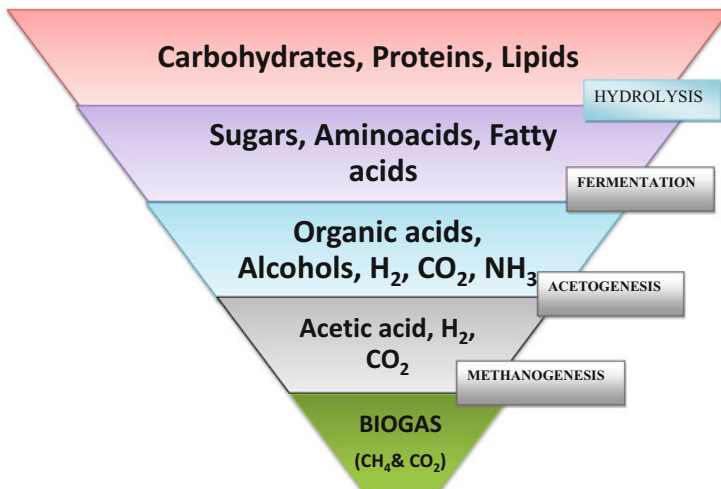 Carbohydrates, Proteins, Lipids
HYDROLYSIS
Sugars, Aminoacids, Fatty
acids
FERMENTATION
Organic acids,
Alcohols, H₂, CO₂, NH₃
ACETOGENESIS
Acetic acid, H₂,
CO₂
METHANOGENESIS
BIOGAS
(CH₄& CO₂)